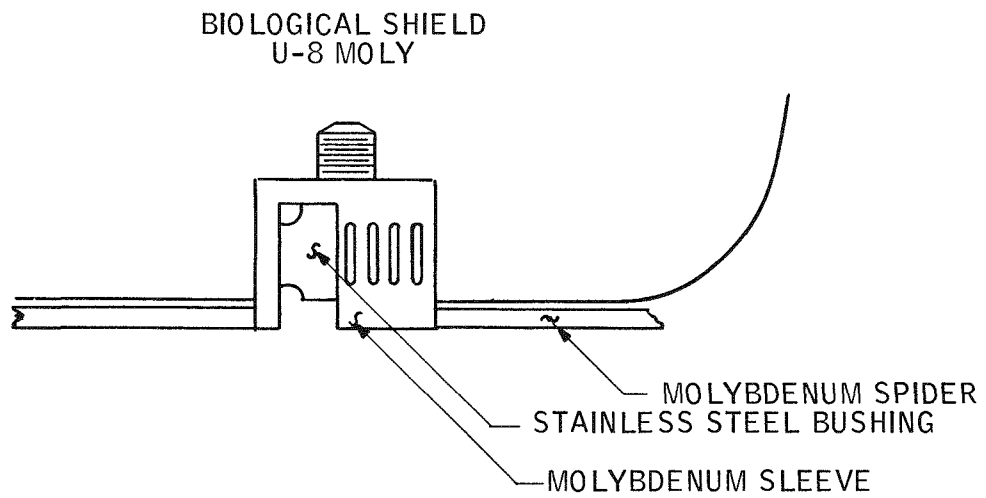 BIOLOGICAL SHIELD
U-8 MOLY
MOLYBDENUM SPIDER
STAINLESS STEEL BUSHING
MOLYBDENUM SLEEVE